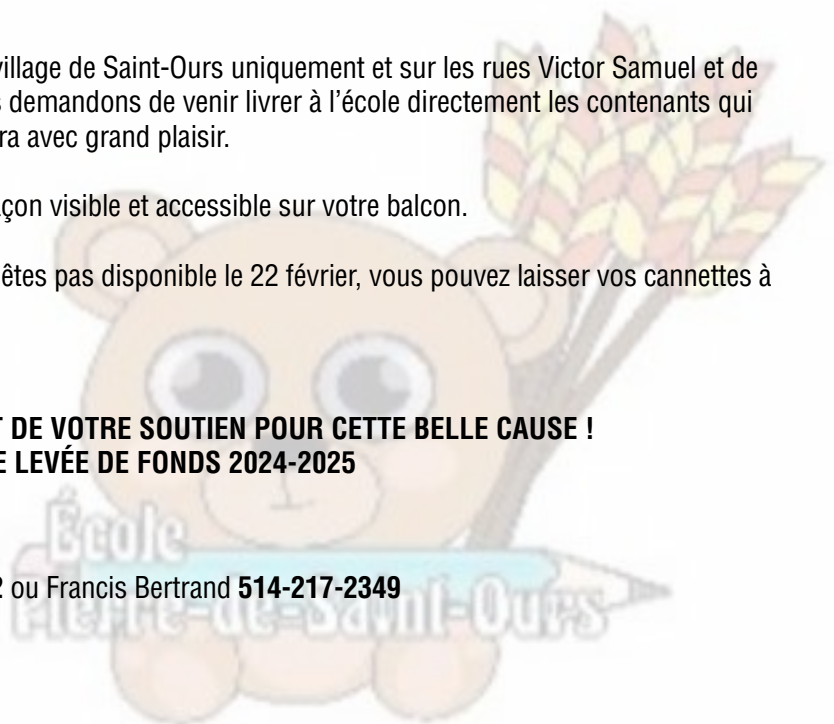 village de Saint-Ours uniquement et sur les rues Victor Samuel et de
demandons de venir livrer à l'école directement les contenants qui
ra avec grand plaisir.
açon visible et accessible sur votre balcon.
êtes pas disponible le 22 février, vous pouvez laisser vos cannettes à
DE VOTRE SOUTIEN POUR CETTE BELLE CAUSE !
LEVÉE DE FONDS 2024-2025
École
2 ou Francis Bertrand 514-217-2349
Pierre-de-Saint-Ours